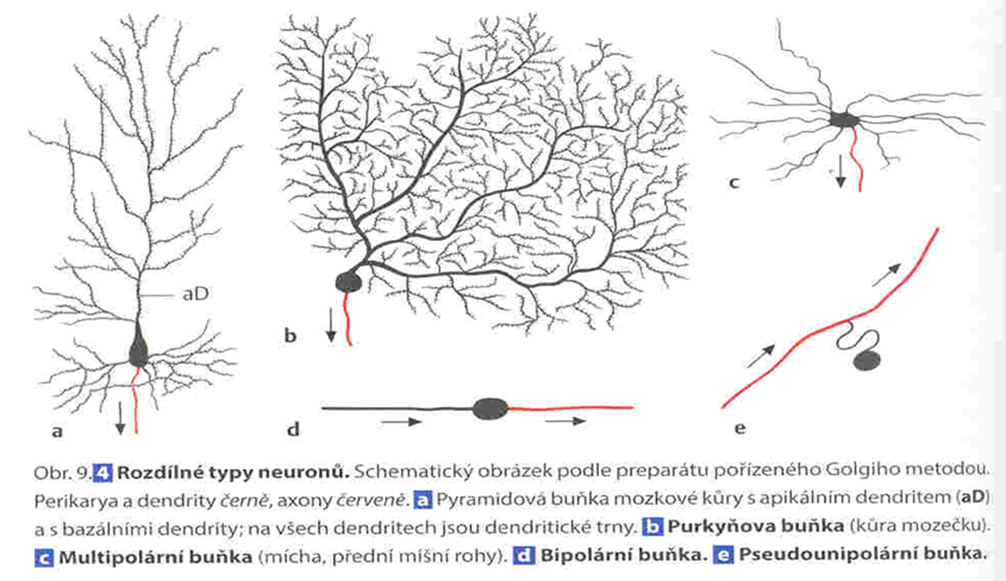 aD
a
b
c
d
e
Obr. 9.4 Rozdílné typy neuronů. Schematický obrázek podle preparátu pořízeného Golgiho metodou.
Perikarya a dendrity černě, axony červeně. a Pyramidová buňka mozkové kůry s apikálním dendritem (aD)
a s bazálními dendrity; na všech dendritech jsou dendritické trny. b Purkyňova buňka (kůra mozečku).
c Multipolární buňka (mícha, přední míšní rohy). d Bipolární buňka. e Pseudounipolární buňka.